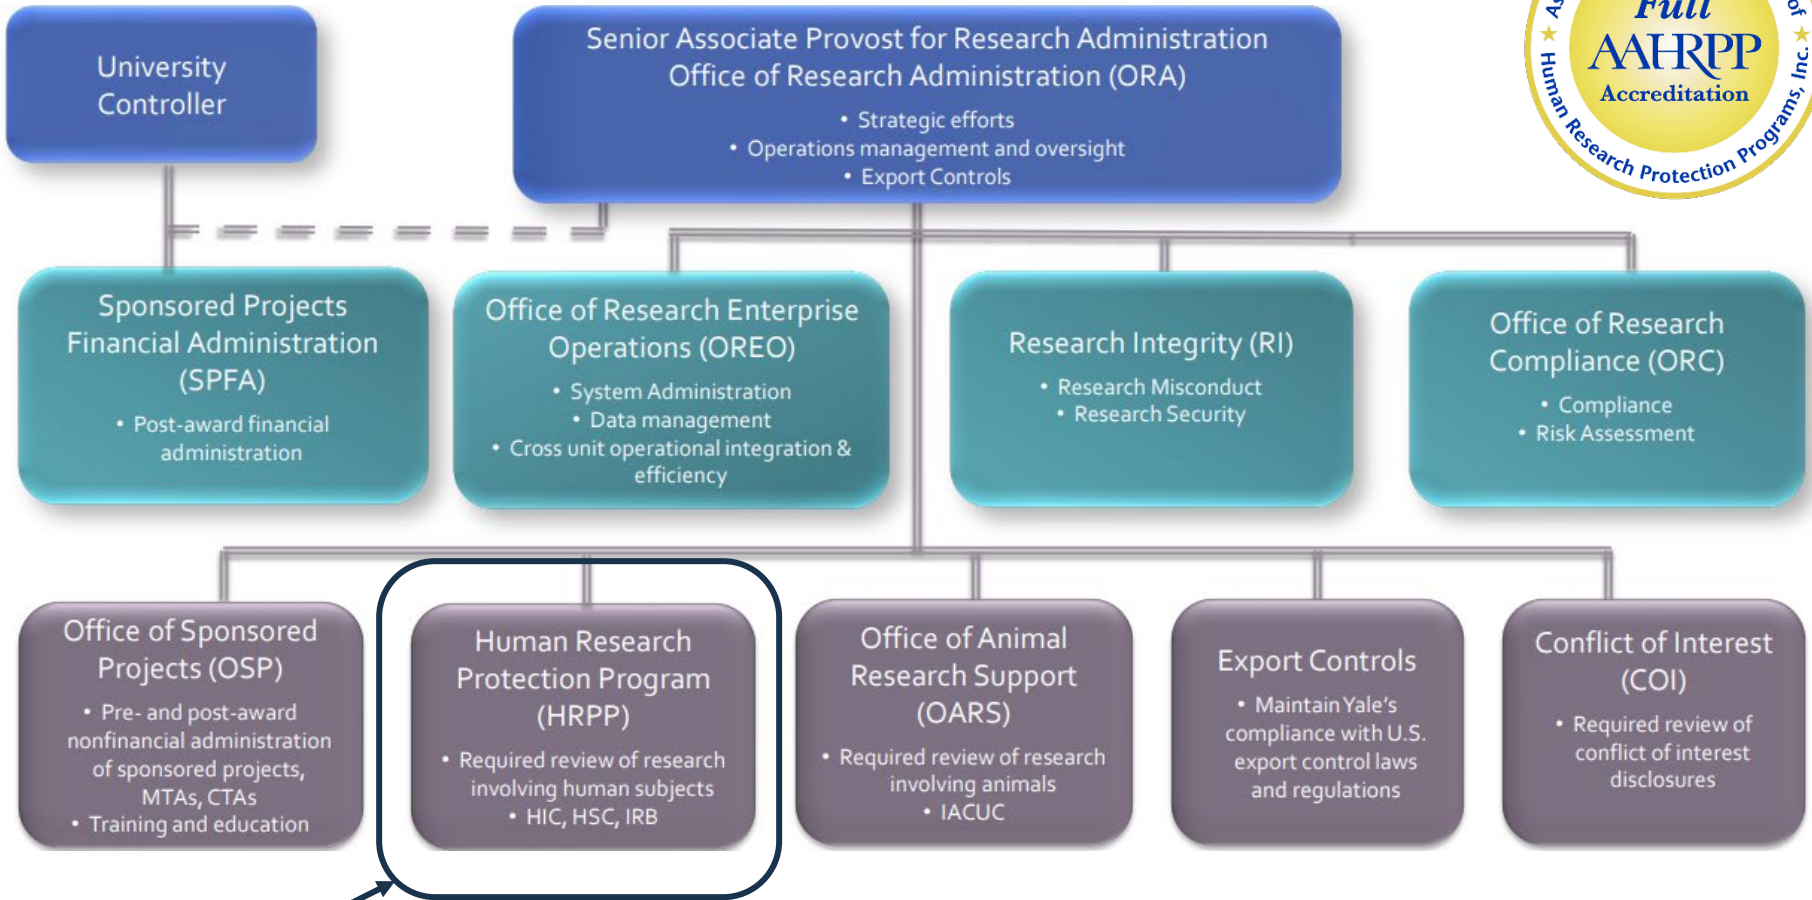 University
Controller
Senior Associate Provost for Research Administration
Office of Research Administration (ORA)
• Strategic efforts
• Operations management and oversight
• Export Controls
Full
AAHRPP
Accreditation
Human Research Protection Programs, Inc.
of
As
Sponsored Projects
Financial Administration
(SPFA)
• Post-award financial
administration
Office of Research Enterprise
Operations (OREO)
• System Administration
• Data management
• Cross unit operational integration &
efficiency
Research Integrity (RI)
• Research Misconduct
• Research Security
Office of Research
Compliance (ORC)
• Compliance
• Risk Assessment
Office of Sponsored
Projects (OSP)
• Pre- and post-award
nonfinancial administration
of sponsored projects,
MTAs, CTAs
• Training and education
Human Research
Protection Program
(HRPP)
• Required review of research
involving human subjects
• HIC, HSC, IRB
Office of Animal
Research Support
(OARS)
• Required review of research
involving animals
• IACUC
Export Controls
• Maintain Yale's
compliance with U.S.
export control laws
and regulations
Conflict of Interest
(COI)
• Required review of
conflict of interest
disclosures